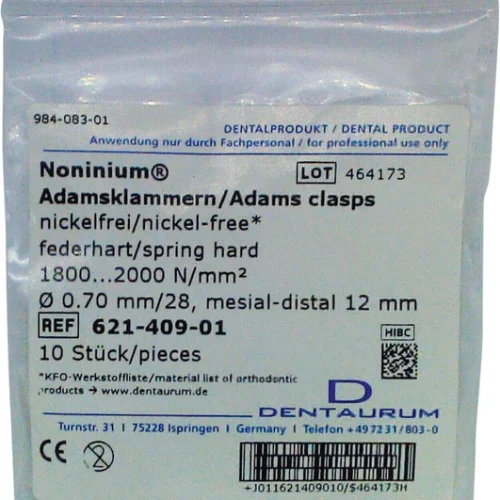 984-083-01
DENTALPRODUKT / DENTAL PRODUCT
Anwendung nur durch Fachpersonal / for professional use only
Noninium® LOT 464173
Adamsklammern/Adams clasps
nickelfrei/nickel-free*
federhart/spring hard
1800...2000 N/mm²
Ø 0.70 mm/28, mesial-distal 12 mm
REF 621-409-01
HIBC
10 Stück/pieces
*KFO-Werkstoffliste/material list of orthodontic
products → www.dentaurum.de
D
DENTAURUM
Turnstr. 31 I 75228 Ispringen I Germany I Telefon +49 72 31/803-0
CE 2
+J011621409010/$464173H